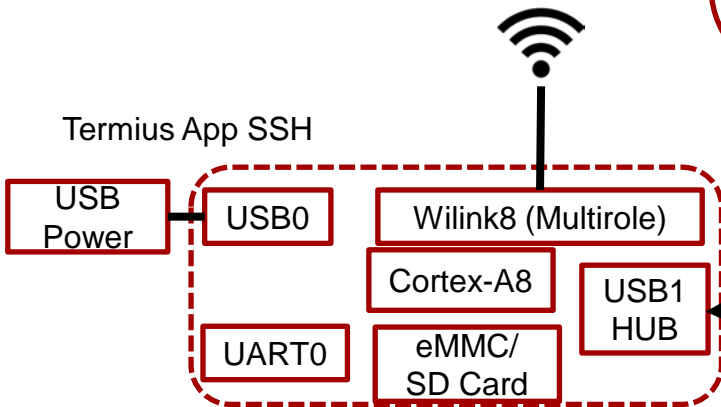 Termius App SSH
USB
Power
USB0
Wilink8 (Multirole)
Cortex-A8
USB1
HUB
UART0
eMMC/
SD Card